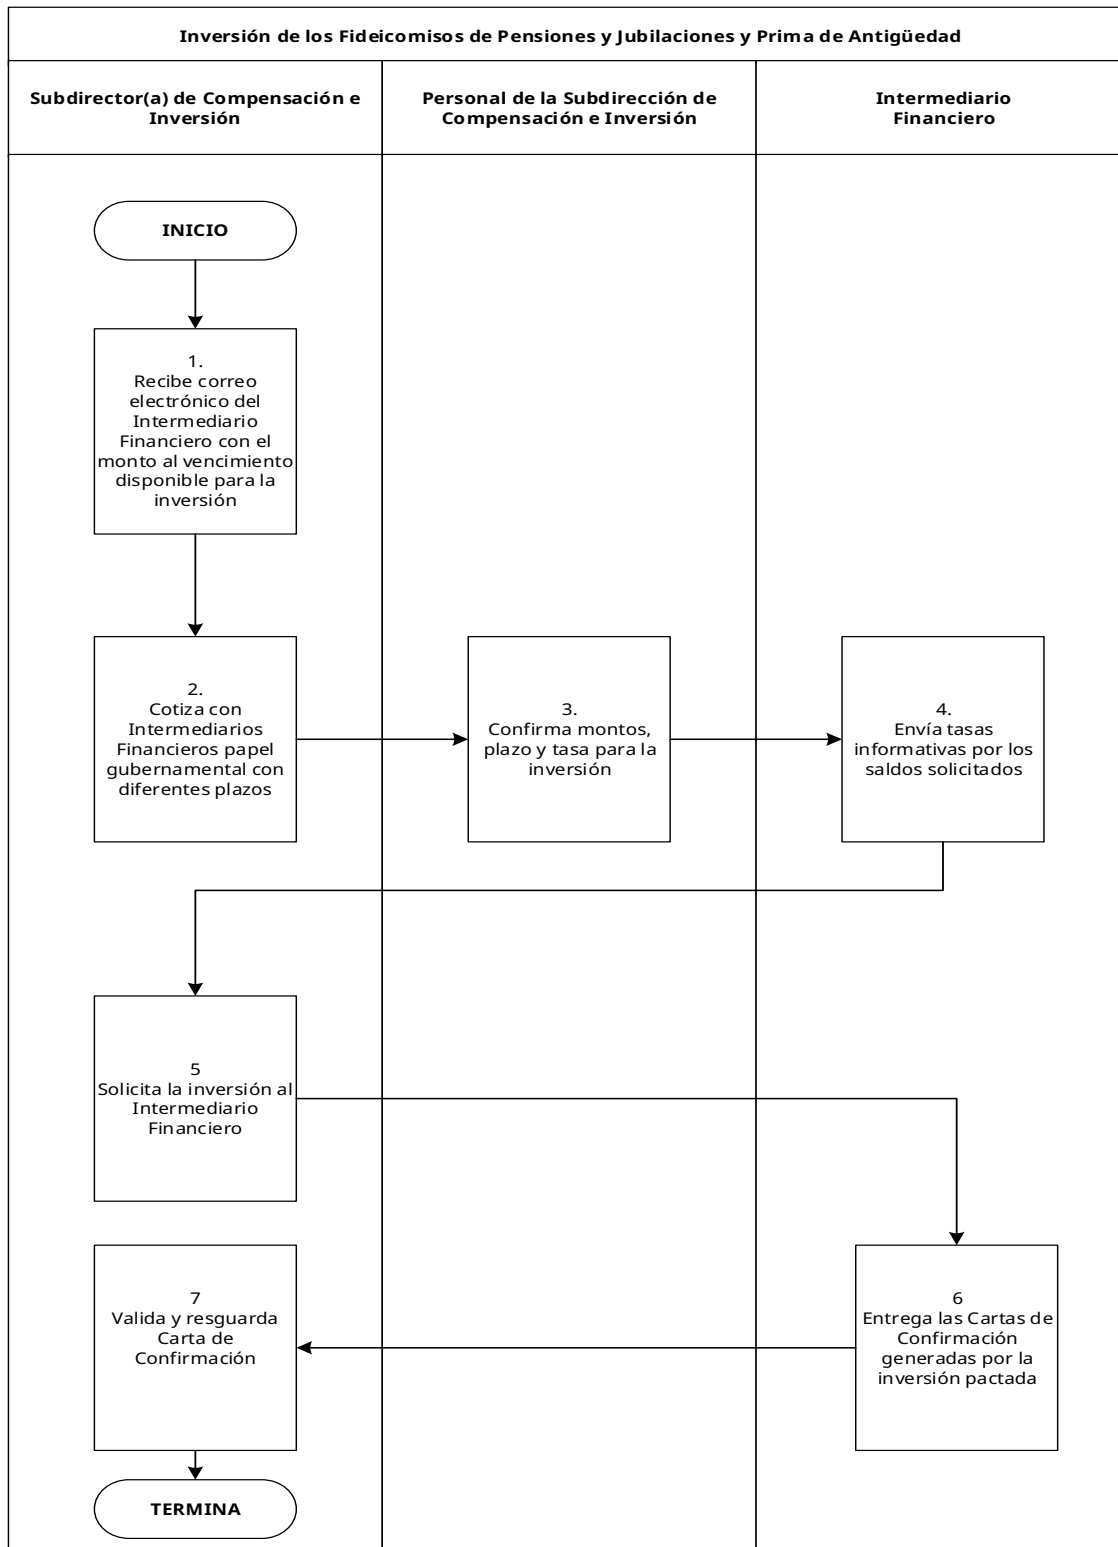 Inversión de los Fideicomisos de Pensiones y Jubilaciones y Prima de Antigüedad
Subdirector(a) de Compensación e
Inversión
Personal de la Subdirección de
Compensación e Inversión
Intermediario
Financiero
INICIO
1.
Recibe correo
electrónico del
Intermediario
Financiero con el
monto al vencimiento
disponible para la
inversión
2.
Cotiza con
Intermediarios
Financieros papel
gubernamental con
diferentes plazos
3.
Confirma montos,
plazo y tasa para la
inversión
4.
Envía tasas
informativas por los
saldos solicitados
5
Solicita la inversión al
Intermediario
Financiero
6
Entrega las Cartas de
Confirmación
generadas por la
inversión pactada
7
Valida y resguarda
Carta de
Confirmación
TERMINA